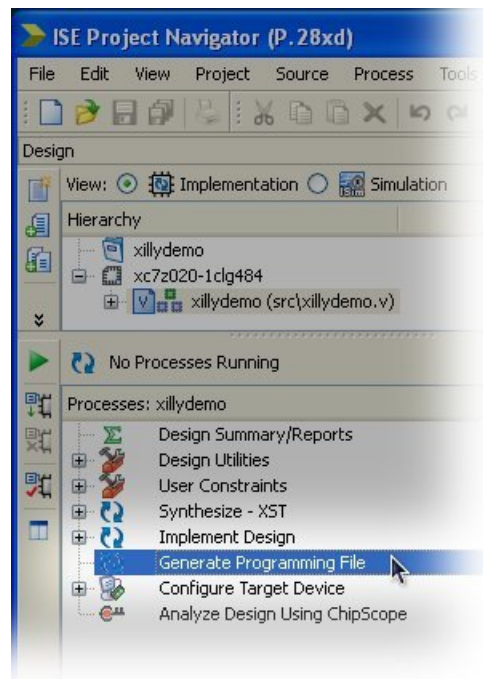 ISE Project Navigator (P.28xd)
File Edit View Project Source Process Tools
Design
View: Implementation Simulation
Hierarchy
xillydemo
xc7z020-1clg484
xillydemo (src\xillydemo.v)
No Processes Running
Processes: xillydemo
Design Summary/Reports
Design Utilities
User Constraints
Synthesize - XST
Implement Design
Generate Programming File
Configure Target Device
Analyze Design Using ChipScope